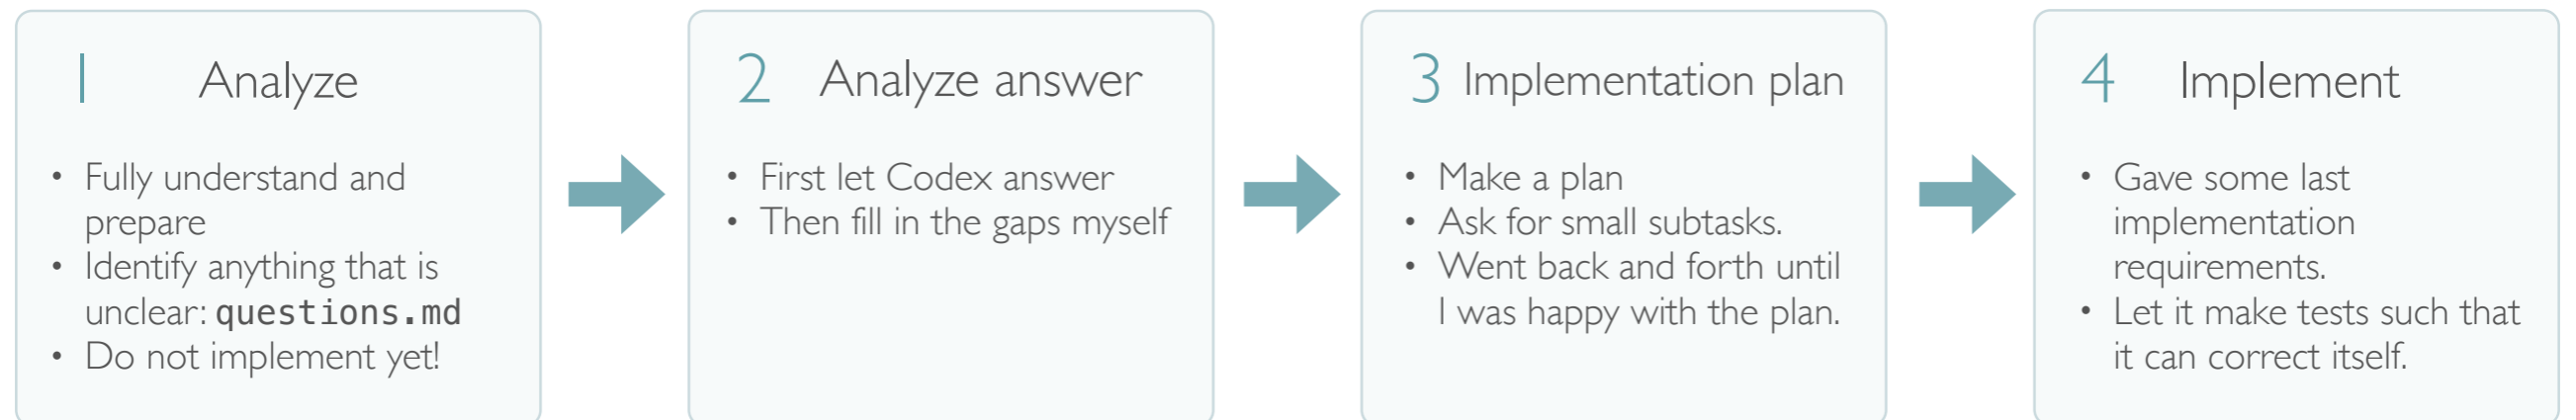 1 Analyze
• Fully understand and
prepare
• Identify anything that is
unclear: questions.md
• Do not implement yet!
2 Analyze answer
• First let Codex answer
• Then fill in the gaps myself
3 Implementation plan
• Make a plan
• Ask for small subtasks.
• Went back and forth until
I was happy with the plan.
4 Implement
• Gave some last
implementation
requirements.
• Let it make tests such that
it can correct itself.